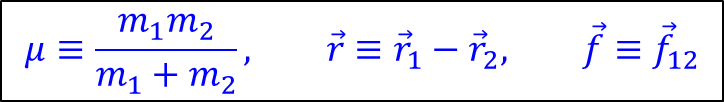 μ ≡ m₁m₂ / (m₁ + m₂), r⃗ ≡ r⃗₁ − r⃗₂, f⃗ ≡ f⃗₁₂